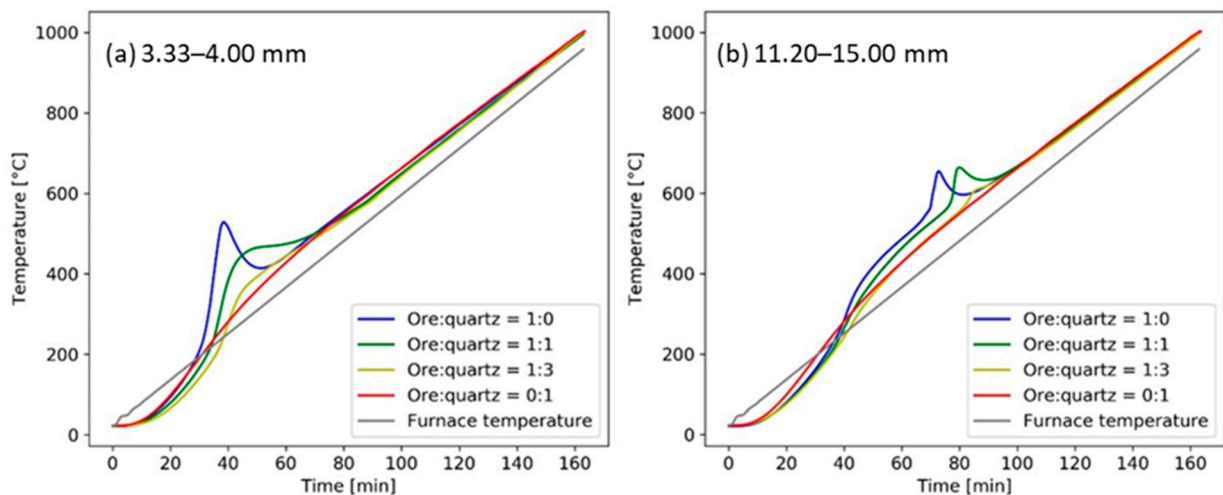 (a) 3.33–4.00 mm
Temperature [°C]
1000
800
600
400
200
0
0 20 40 60 80 100 120 140 160
Time [min]
Ore:quartz = 1:0
Ore:quartz = 1:1
Ore:quartz = 1:3
Ore:quartz = 0:1
Furnace temperature
(b) 11.20–15.00 mm
Temperature [°C]
1000
800
600
400
200
0
0 20 40 60 80 100 120 140 160
Time [min]
Ore:quartz = 1:0
Ore:quartz = 1:1
Ore:quartz = 1:3
Ore:quartz = 0:1
Furnace temperature